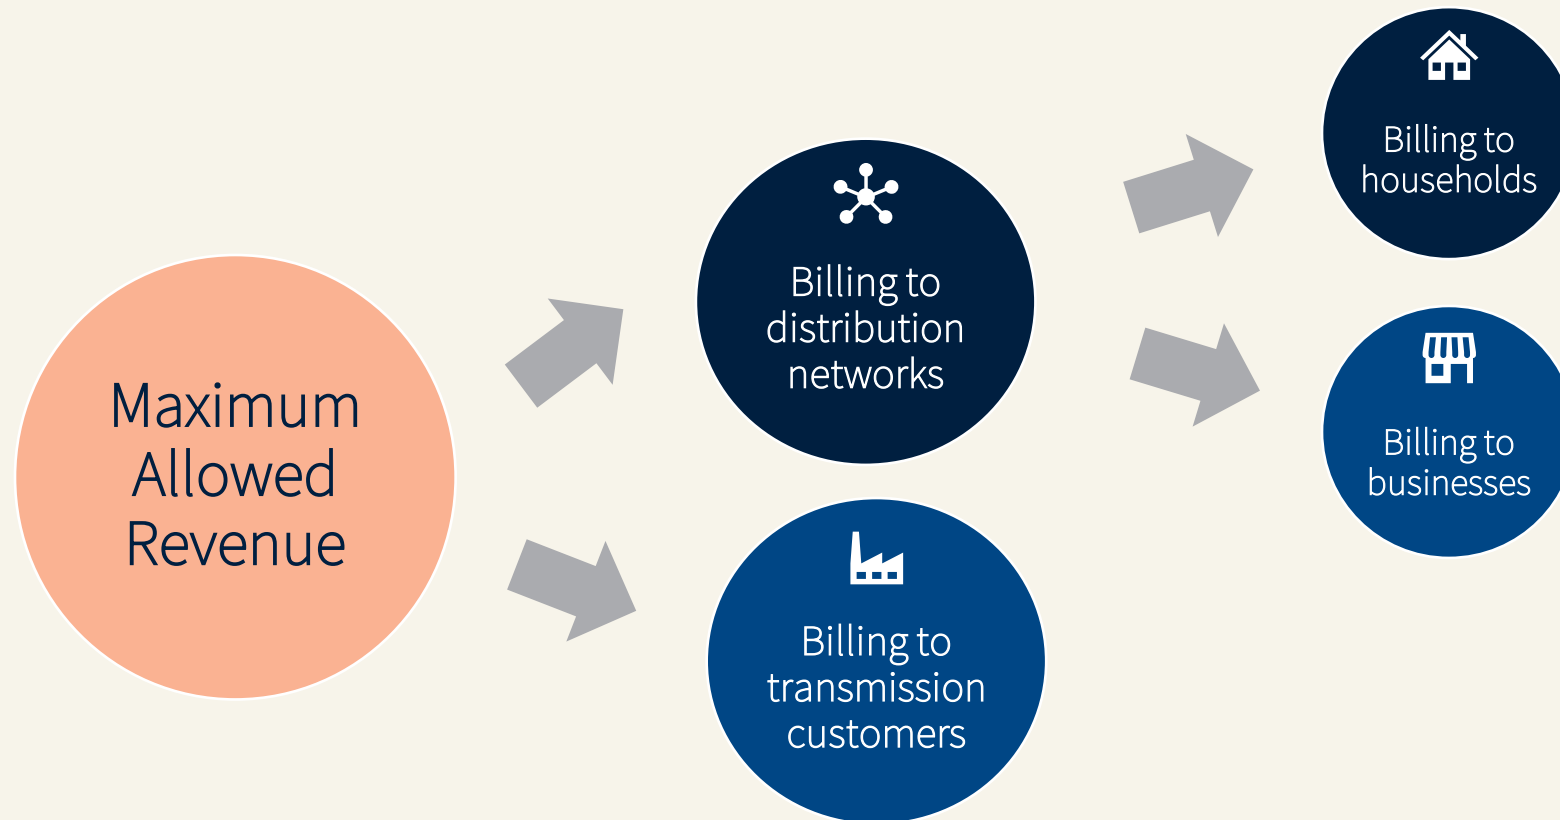 Maximum
Allowed
Revenue
Billing to
distribution
networks
Billing to
transmission
customers
Billing to
households
Billing to
businesses